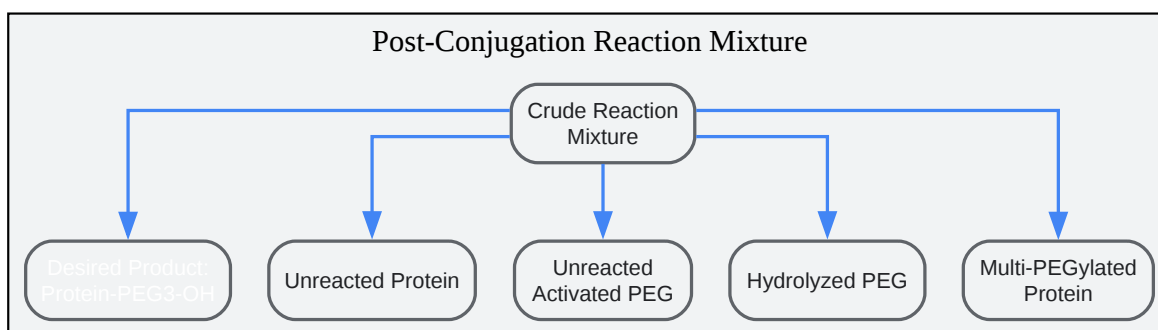 Post-Conjugation Reaction Mixture
Crude Reaction
Mixture
Desired Product:
Protein-PEG3-OH
Unreacted Protein
Unreacted
Activated PEG
Hydrolyzed PEG
Multi-PEGylated
Protein